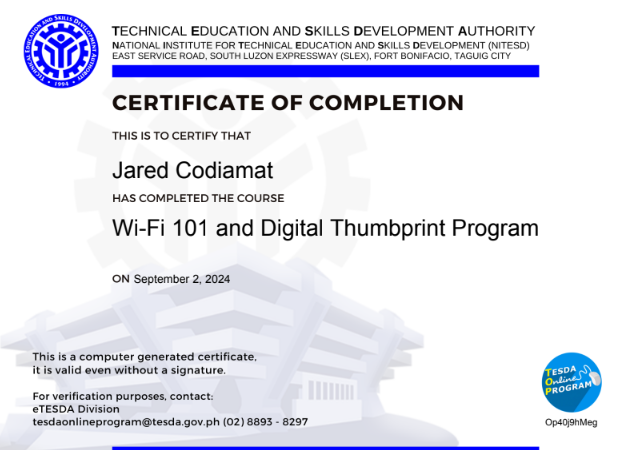 TECHNICAL EDUCATION AND SKILLS DEVELOPMENT AUTHORITY
NATIONAL INSTITUTE FOR TECHNICAL EDUCATION AND SKILLS DEVELOPMENT (NITESD)
EAST SERVICE ROAD, SOUTH LUZON EXPRESSWAY (SLEX), FORT BONIFACIO, TAGUIG CITY
TECHNICAL EDUCATION AND SKILLS DEVELOPMENT AUTHORITY
• 1994 •
CERTIFICATE OF COMPLETION
THIS IS TO CERTIFY THAT
Jared Codiamat
HAS COMPLETED THE COURSE
Wi-Fi 101 and Digital Thumbprint Program
ON September 2, 2024
This is a computer generated certificate,
it is valid even without a signature.
For verification purposes, contact:
eTESDA Division
tesdaonlineprogram@tesda.gov.ph (02) 8893 - 8297
TESDA
Online
PROGRAM
Op40j9hMeg